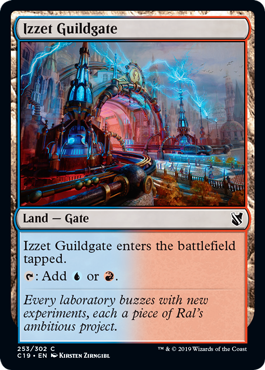 Izzet Guildgate
Land — Gate
Izzet Guildgate enters the battlefield
tapped.
: Add or .
Every laboratory buzzes with new
experiments, each a piece of Ral's
ambitious project.
253/302 C
C19 • EN Kirsten Zirngibl
™ & © 2019 Wizards of the Coast